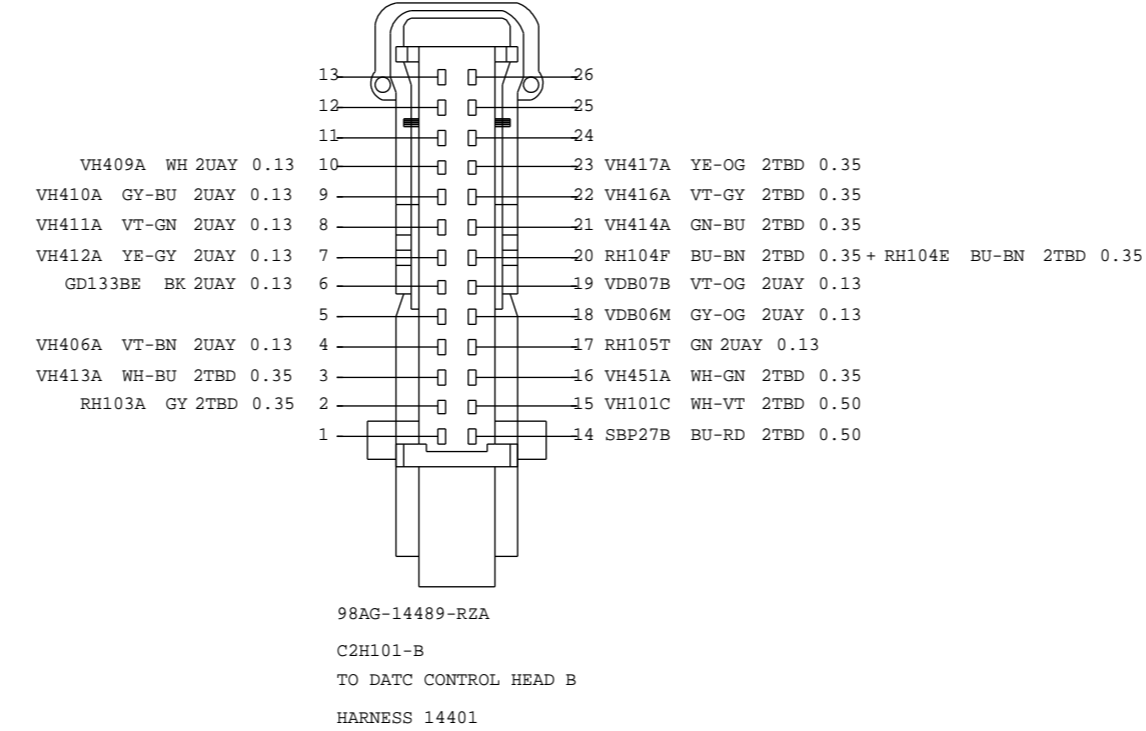 13 26
12 25
11 24
VH409A WH 2UAY 0.13 10 23 VH417A YE-OG 2TBD 0.35
VH410A GY-BU 2UAY 0.13 9 22 VH416A VT-GY 2TBD 0.35
VH411A VT-GN 2UAY 0.13 8 21 VH414A GN-BU 2TBD 0.35
VH412A YE-GY 2UAY 0.13 7 20 RH104F BU-BN 2TBD 0.35 + RH104E BU-BN 2TBD 0.35
GD133BE BK 2UAY 0.13 6 19 VDB07B VT-OG 2UAY 0.13
5 18 VDB06M GY-OG 2UAY 0.13
VH406A VT-BN 2UAY 0.13 4 17 RH105T GN 2UAY 0.13
VH413A WH-BU 2TBD 0.35 3 16 VH451A WH-GN 2TBD 0.35
RH103A GY 2TBD 0.35 2 15 VH101C WH-VT 2TBD 0.50
1 14 SBP27B BU-RD 2TBD 0.50
98AG-14489-RZA
C2H101-B
TO DATC CONTROL HEAD B
HARNESS 14401